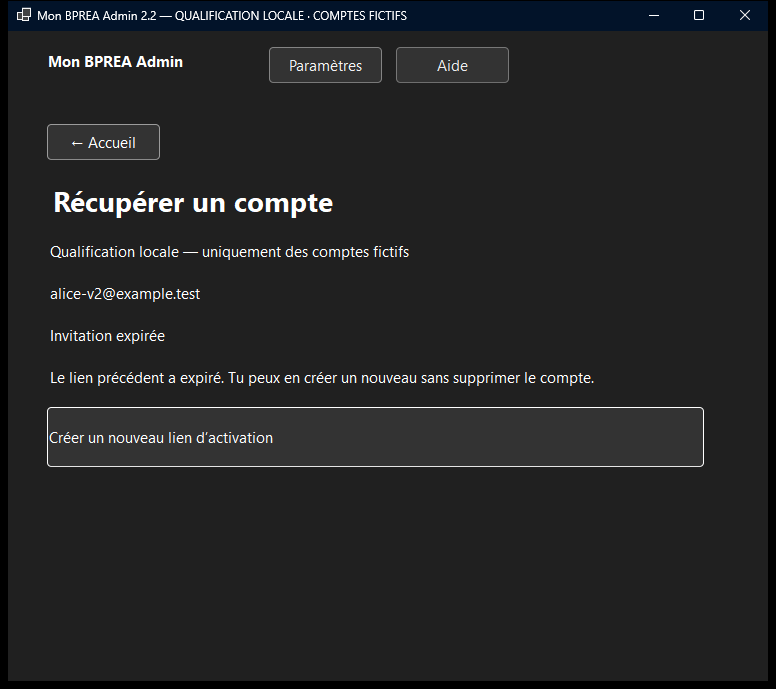 Mon BPREA Admin 2.2 — QUALIFICATION LOCALE · COMPTES FICTIFS
Mon BPREA Admin
Paramètres
Aide
← Accueil
Récupérer un compte
Qualification locale — uniquement des comptes fictifs
alice-v2@example.test
Invitation expirée
Le lien précédent a expiré. Tu peux en créer un nouveau sans supprimer le compte.
Créer un nouveau lien d’activation